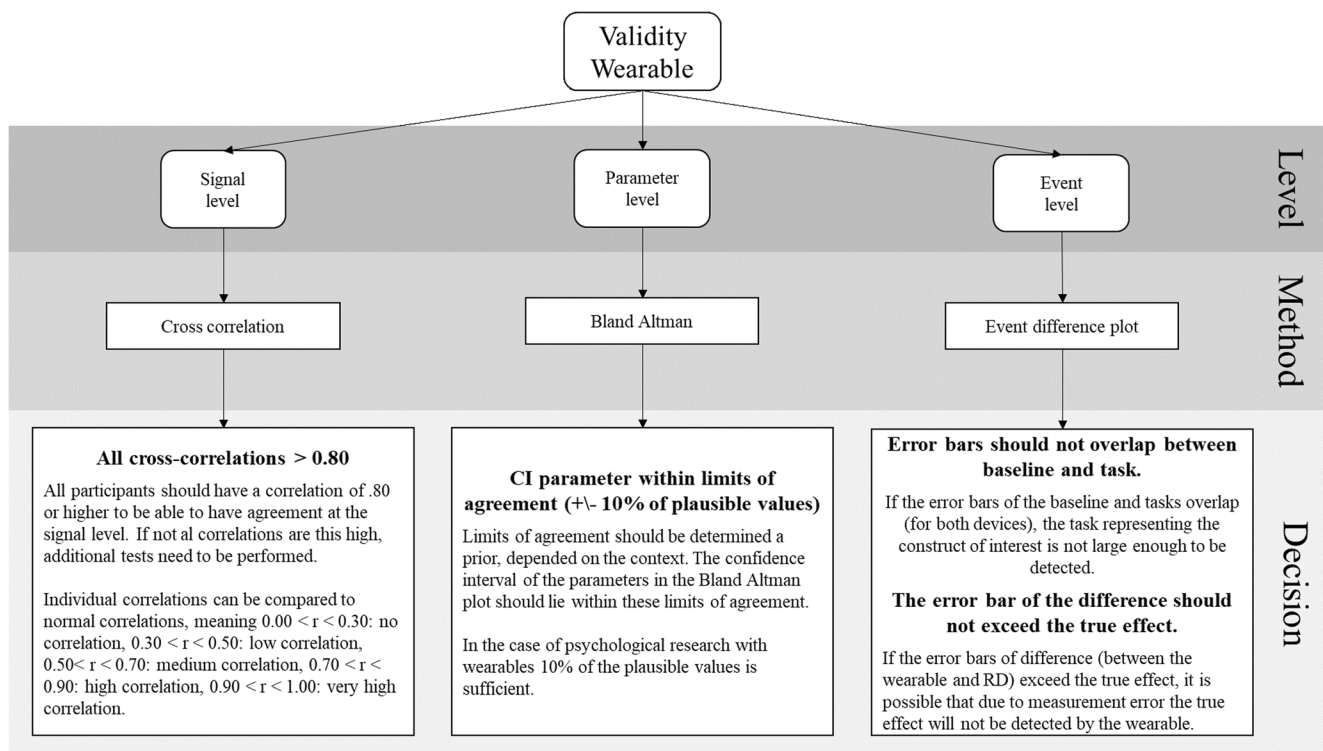 Validity
Wearable
Level
Signal
level
Parameter
level
Event
level
Method
Cross correlation
Bland Altman
Event difference plot
Decision
All cross-correlations > 0.80
All participants should have a correlation of .80
or higher to be able to have agreement at the
signal level. If not al correlations are this high,
additional tests need to be performed.
Individual correlations can be compared to
normal correlations, meaning 0.00 < r < 0.30: no
correlation, 0.30 < r < 0.50: low correlation,
0.50< r < 0.70: medium correlation, 0.70 < r <
0.90: high correlation, 0.90 < r < 1.00: very high
correlation.
CI parameter within limits of
agreement (+\- 10% of plausible values)
Limits of agreement should be determined a
prior, depended on the context. The confidence
interval of the parameters in the Bland Altman
plot should lie within these limits of agreement.
In the case of psychological research with
wearables 10% of the plausible values is
sufficient.
Error bars should not overlap between
baseline and task.
If the error bars of the baseline and tasks overlap
(for both devices), the task representing the
construct of interest is not large enough to be
detected.
The error bar of the difference should
not exceed the true effect.
If the error bars of difference (between the
wearable and RD) exceed the true effect, it is
possible that due to measurement error the true
effect will not be detected by the wearable.